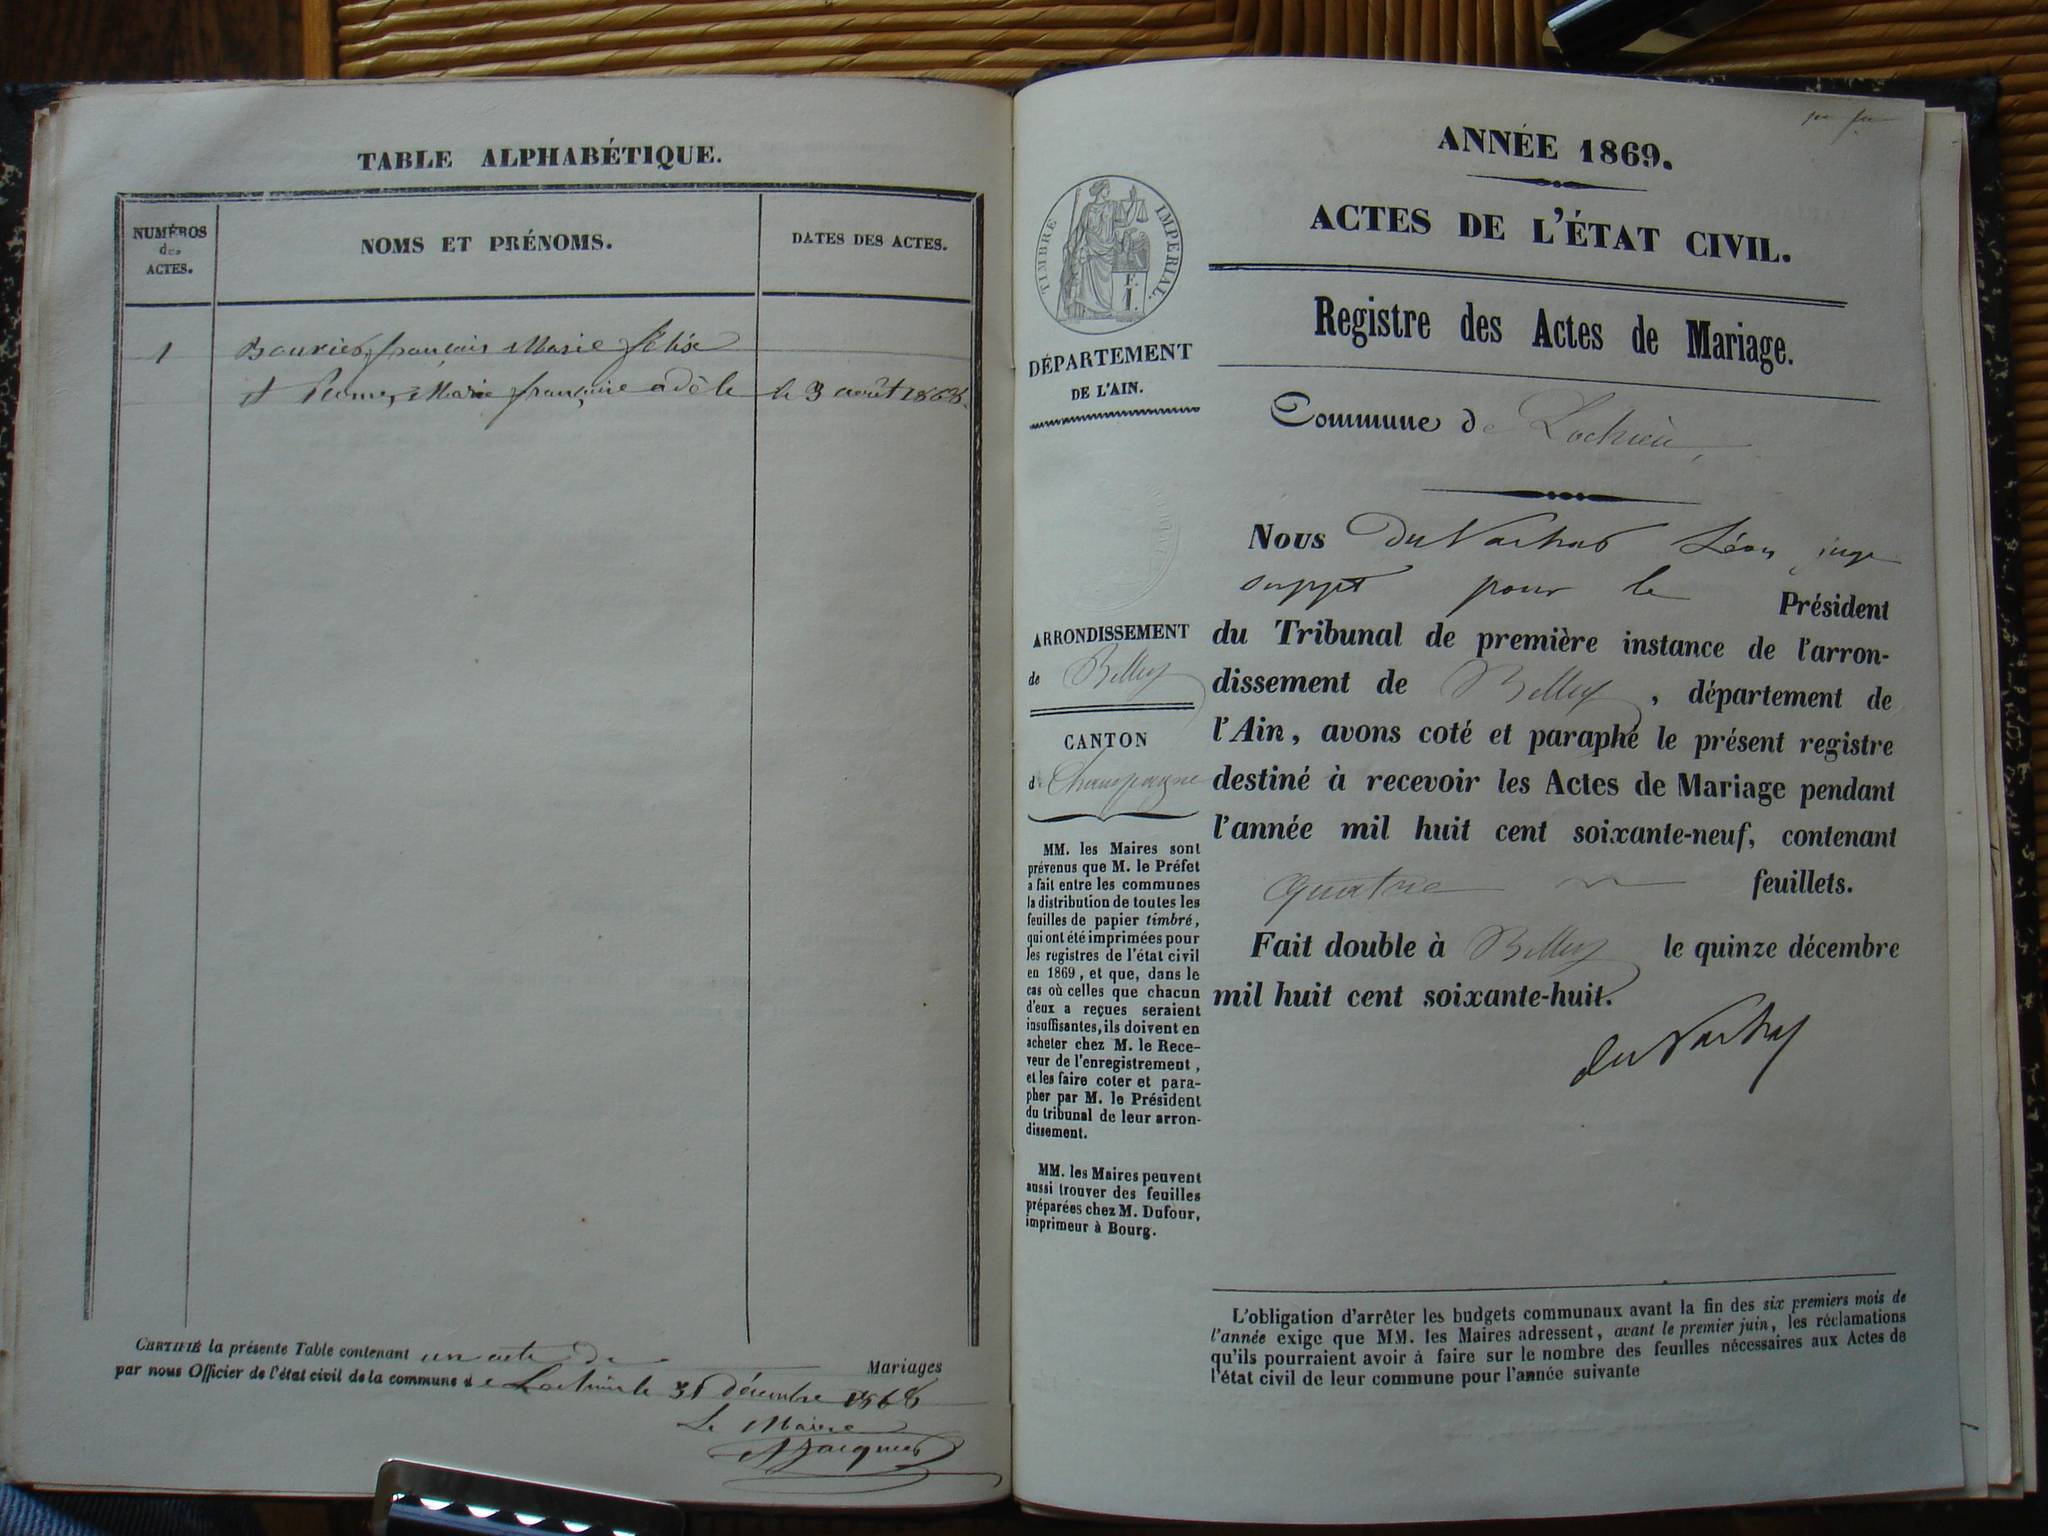 TABLE ALPHABÉTIQUE.
NUMÉROS
des
ACTES.
NOMS ET PRÉNOMS.
DATES DES ACTES.
1
françois Marie
et Marie françoise adèle le 3 août 1868.
CERTIFIÉ la présente Table contenant un acte de Mariages
par nous Officier de l'état civil de la commune de Lochieu le 31 décembre 1868
Le Maire
Jacques
ANNÉE 1869.
ACTES DE L'ÉTAT CIVIL.
Registre des Actes de Mariage.
Commune de Lochieu
TIMBRE IMPERIAL.
DÉPARTEMENT
DE L'AIN.
ARRONDISSEMENT
de Belley
CANTON
de Champagne
MM. les Maires sont
prévenus que M. le Préfet
a fait entre les communes
la distribution de toutes les
feuilles de papier timbré,
qui ont été imprimées pour
les registres de l'état civil
en 1869, et que, dans le
cas où celles que chacun
d'eux a reçues seraient
insuffisantes, ils doivent en
acheter chez M. le Rece-
veur de l'enregistrement,
et les faire coter et para-
pher par M. le Président
du tribunal de leur arron-
dissement.
MM. les Maires peuvent
aussi trouver des feuilles
préparées chez M. Dufour,
imprimeur à Bourg.
Nous Léon juge
suppt pour le Président
du Tribunal de première instance de l'arron-
dissement de Belley, département de
l'Ain, avons coté et paraphé le présent registre
destiné à recevoir les Actes de Mariage pendant
l'année mil huit cent soixante-neuf, contenant
quatre feuillets.
Fait double à Belley le quinze décembre
mil huit cent soixante-huit.
L'obligation d'arrêter les budgets communaux avant la fin des six premiers mois de
l'année exige que MM. les Maires adressent, avant le premier juin, les réclamations
qu'ils pourraient avoir à faire sur le nombre des feuilles nécessaires aux Actes de
l'état civil de leur commune pour l'année suivante